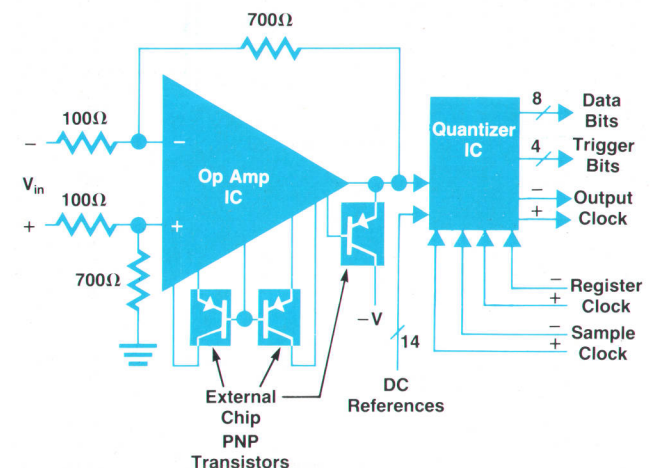 700Ω
100Ω
−
−
Op Amp
IC
V_in
100Ω
+
+
700Ω
−V
14
External
Chip
PNP
Transistors
DC
References
Quantizer
IC
8
Data
Bits
4
Trigger
Bits
−
Output
+
Clock
−
Register
+
Clock
−
Sample
+
Clock